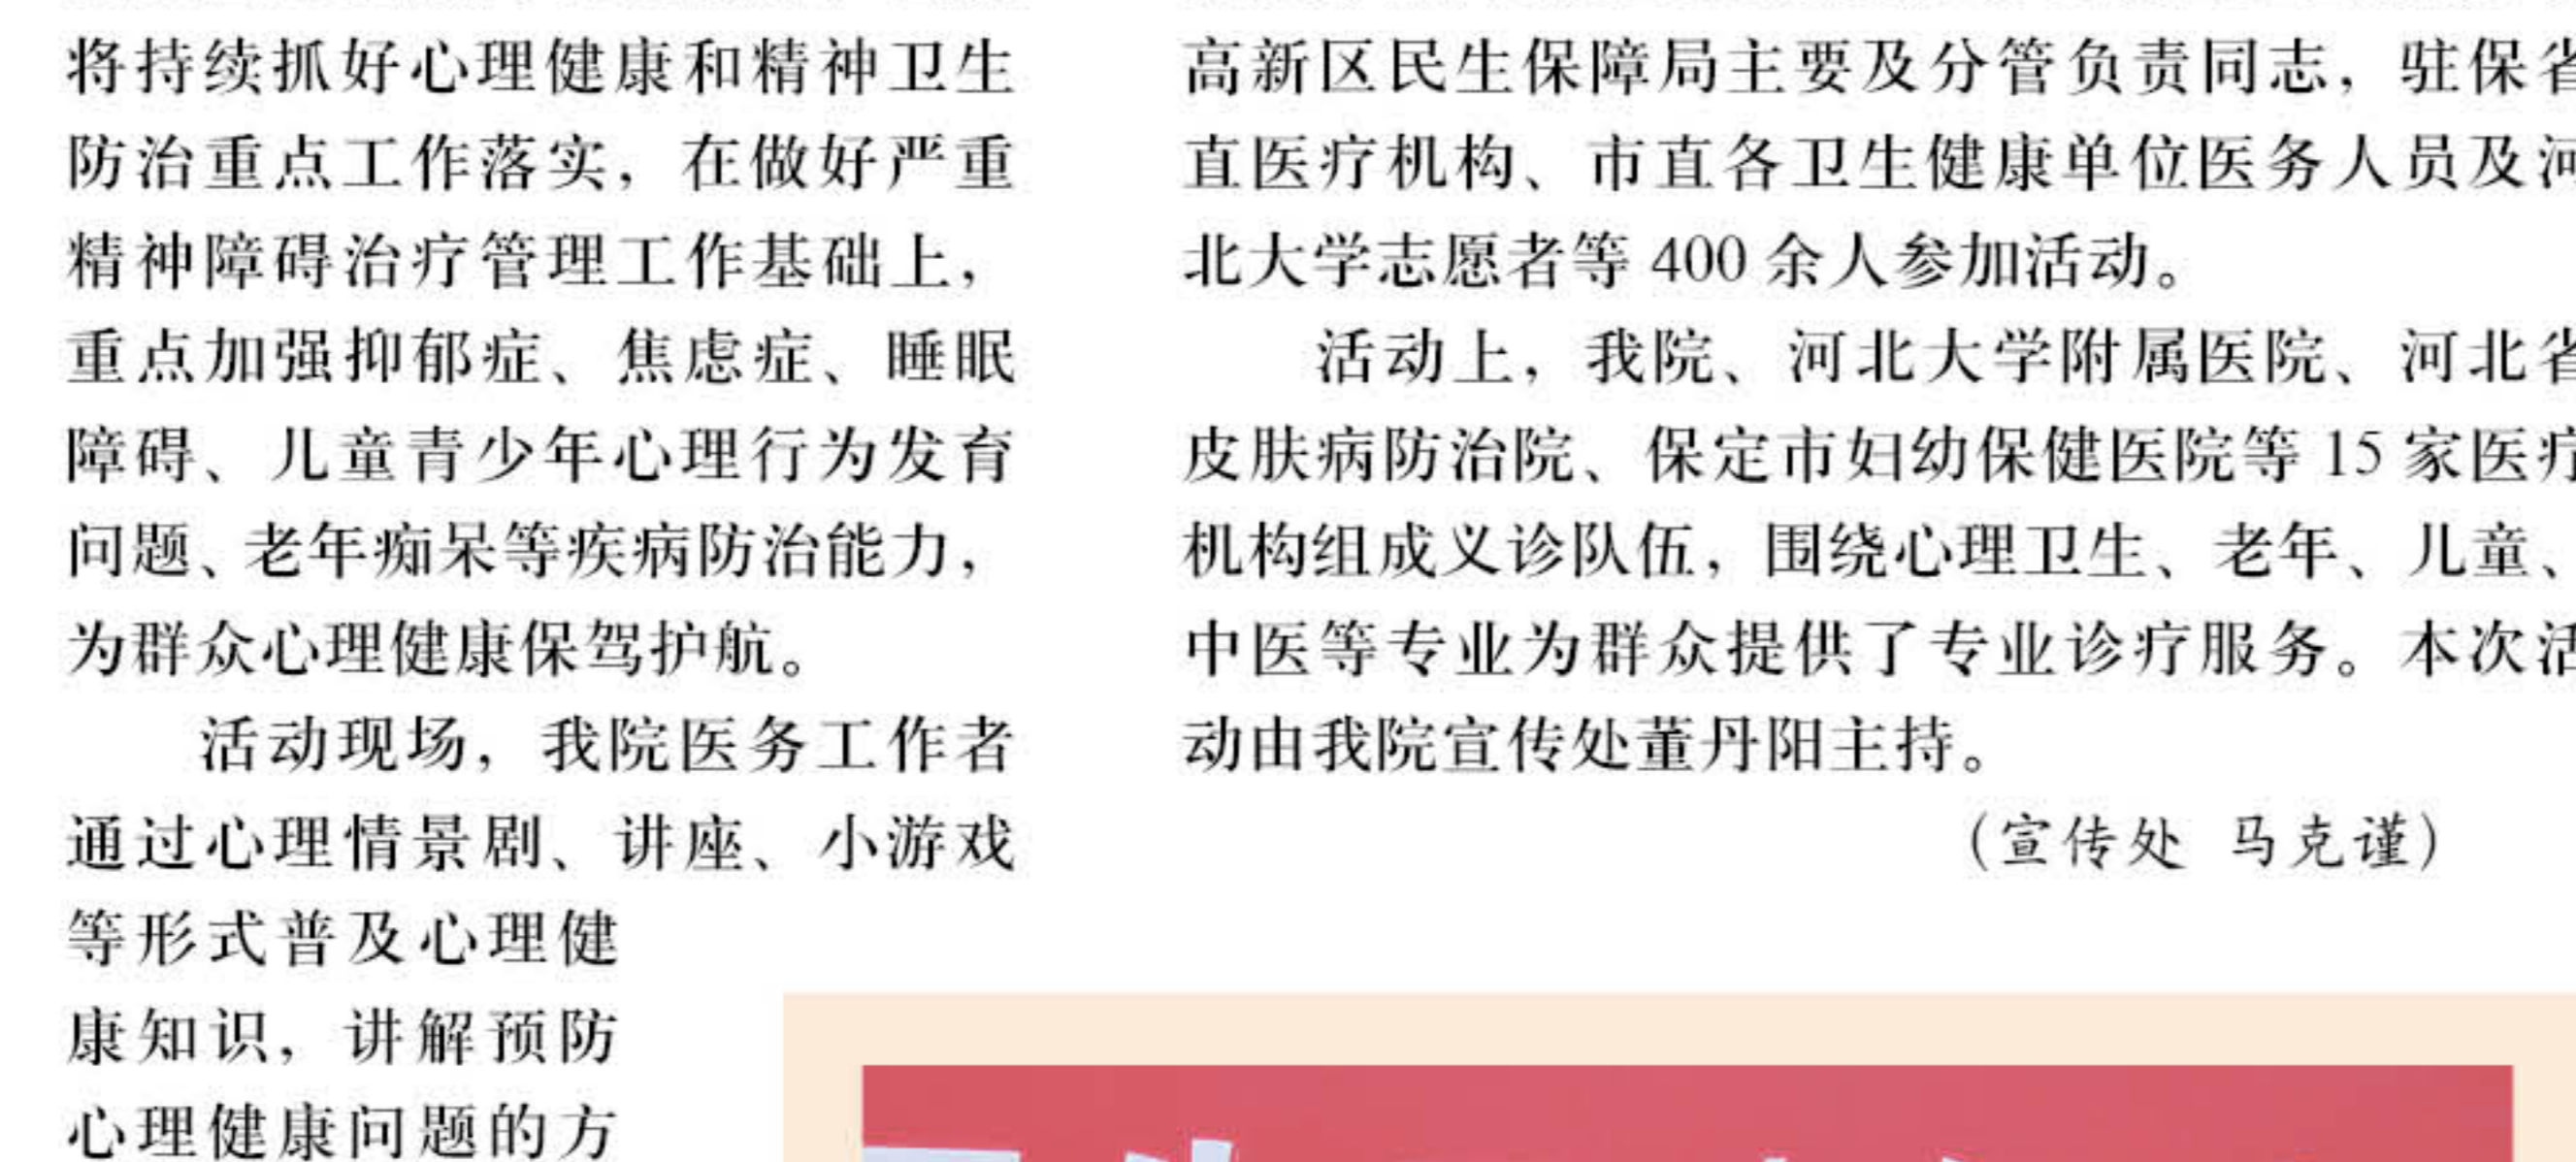 将持续抓好心理健康和精神卫生
防治重点工作落实，在做好严重
精神障碍治疗管理工作基础上，
重点加强抑郁症、焦虑症、睡眠
障碍、儿童青少年心理行为发育
问题、老年痴呆等疾病防治能力，
为群众心理健康保驾护航。
活动现场，我院医务工作者
通过心理情景剧、讲座、小游戏
等形式普及心理健
康知识，讲解预防
心理健康问题的方
高新区民生保障局主要及分管负责同志，驻保省
直医疗机构、市直各卫生健康单位医务人员及河
北大学志愿者等 400 余人参加活动。
活动上，我院、河北大学附属医院、河北省
皮肤病防治院、保定市妇幼保健医院等 15 家医疗
机构组成义诊队伍，围绕心理卫生、老年、儿童、
中医等专业为群众提供了专业诊疗服务。本次活
动由我院宣传处董丹阳主持。
（宣传处 马克谨）